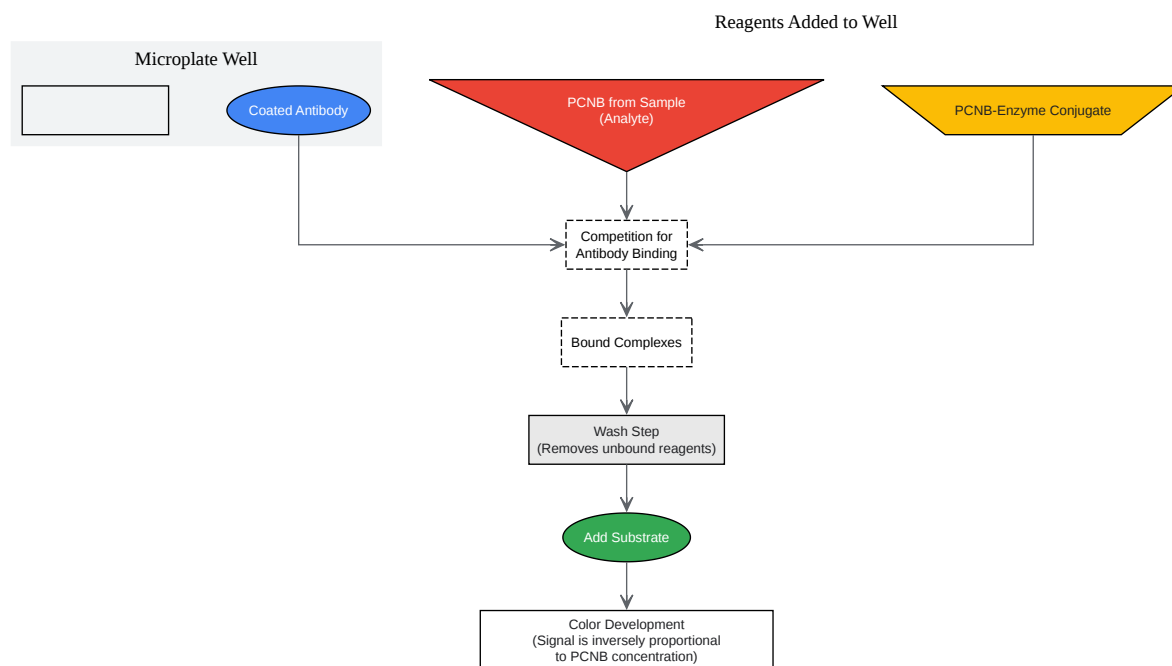 Reagents Added to Well
Microplate Well
Coated Antibody
PCNB from Sample
(Analyte)
PCNB-Enzyme Conjugate
Competition for
Antibody Binding
Bound Complexes
Wash Step
(Removes unbound reagents)
Add Substrate
Color Development
(Signal is inversely proportional
to PCNB concentration)